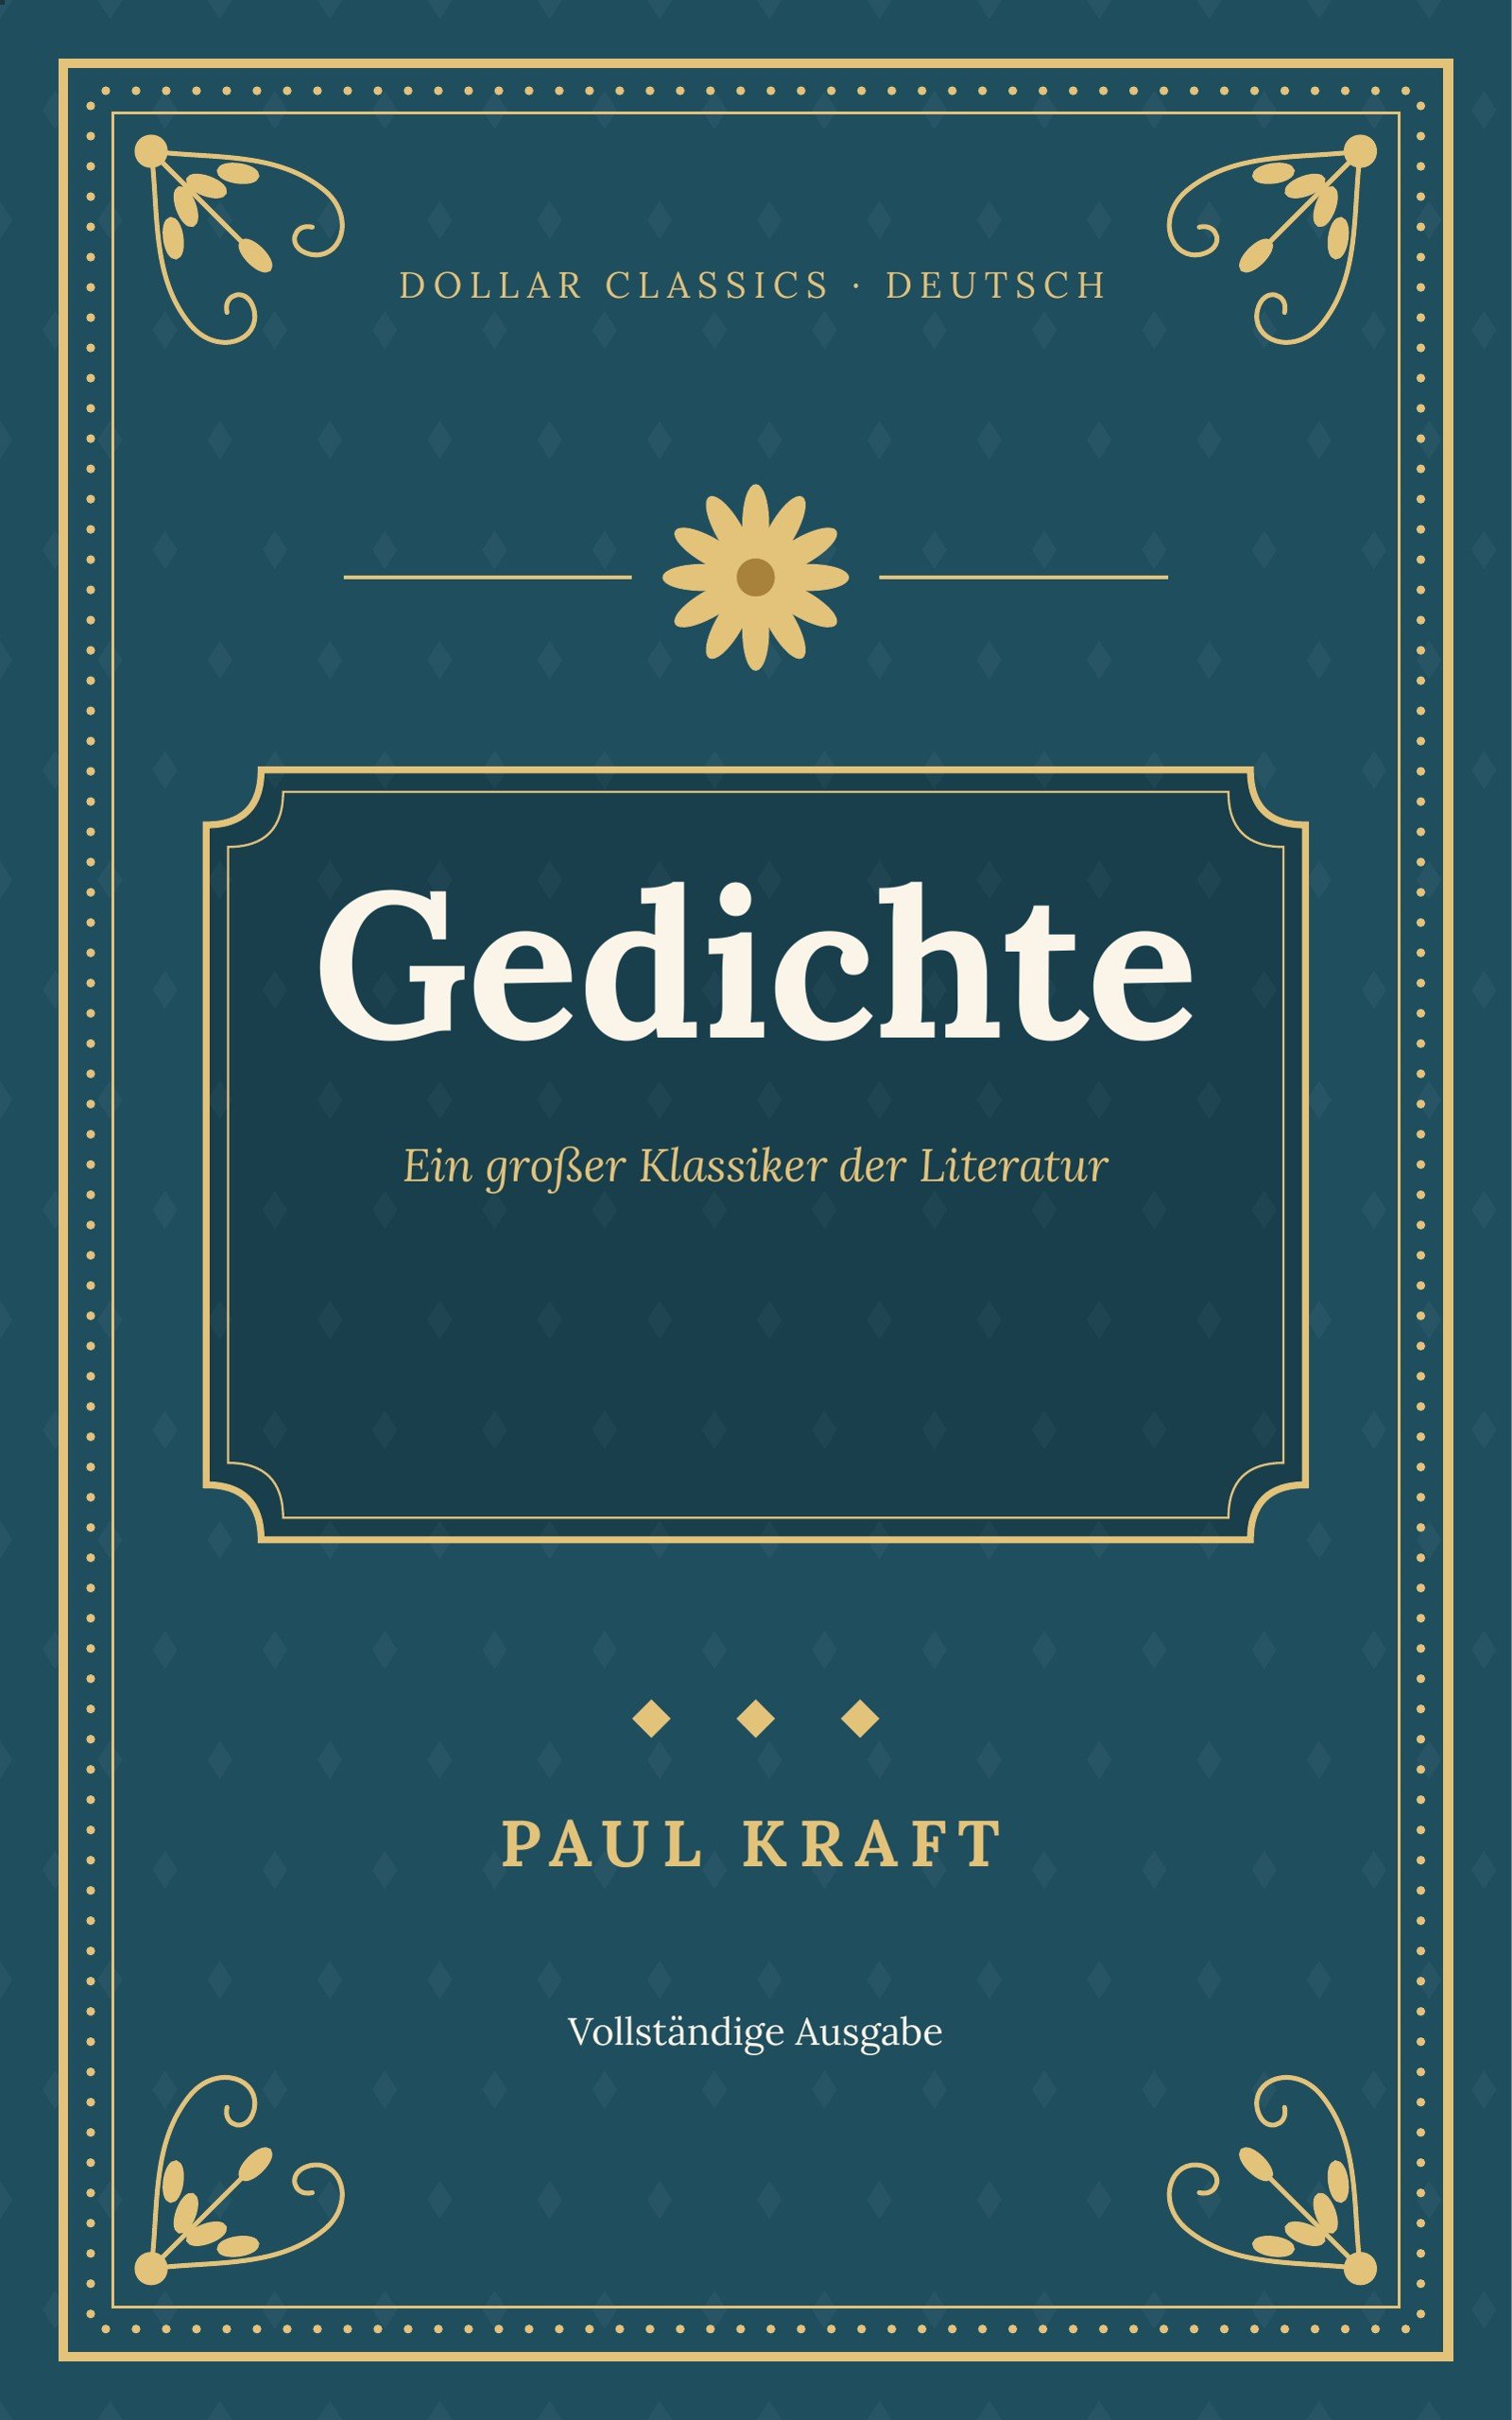 DOLLAR CLASSICS · DEUTSCH
Gedichte
Ein großer Klassiker der Literatur
PAUL KRAFT
Vollständige Ausgabe